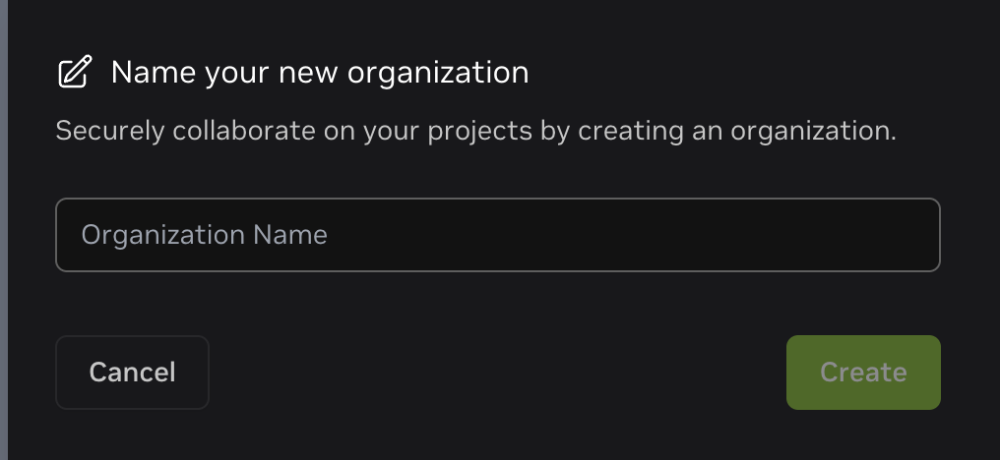 Name your new organization
Securely collaborate on your projects by creating an organization.
Organization Name
Cancel
Create